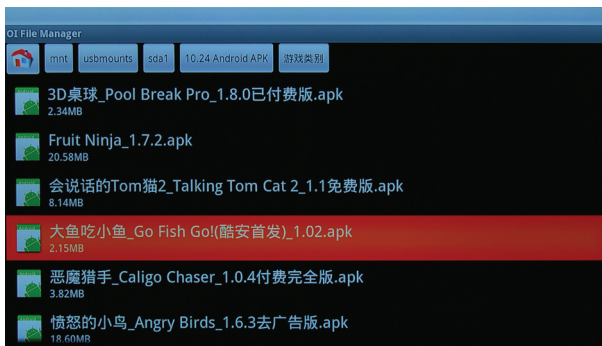 OI File Manager
mnt usbmounts sda1 10.24 Android APK 游戏类别
3D桌球_Pool Break Pro_1.8.0已付费版.apk
2.34MB
Fruit Ninja_1.7.2.apk
20.58MB
会说话的Tom猫2_Talking Tom Cat 2_1.1免费版.apk
8.14MB
大鱼吃小鱼_Go Fish Go!(酷安首发)_1.02.apk
2.15MB
恶魔猎手_Caligo Chaser_1.0.4付费完全版.apk
3.82MB
愤怒的小鸟_Angry Birds_1.6.3去广告版.apk
18.60MB